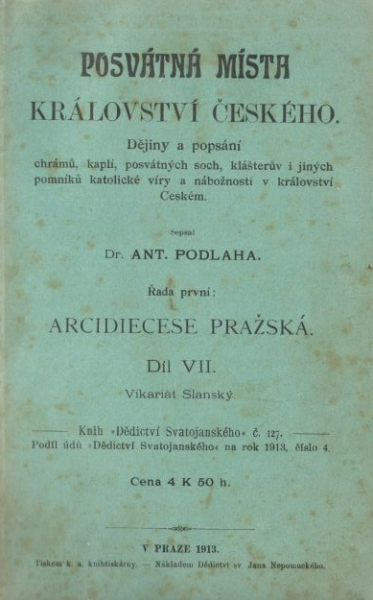 POSVÁTNÁ MÍSTA
KRÁLOVSTVÍ ČESKÉHO.
Dějiny a popsání
chrámů, kaplí, posvátných soch, klášterův i jiných
pomníků katolické víry a nábožnosti v království
Českém.
Sepsal
Dr. ANT. PODLAHA.
Řada první:
ARCIDIECESE PRAŽSKÁ.
Díl VII.
Vikariát Slanský.
Knih »Dědictví Svatojanského« č. 127.
Podíl údů »Dědictví Svatojanského« na rok 1913, číslo 4.
Cena 4 K 50 h.
V PRAZE 1913.
Tiskem k. a. knihtiskárny. — Nákladem Dědictví sv Jana Nepomuckého.